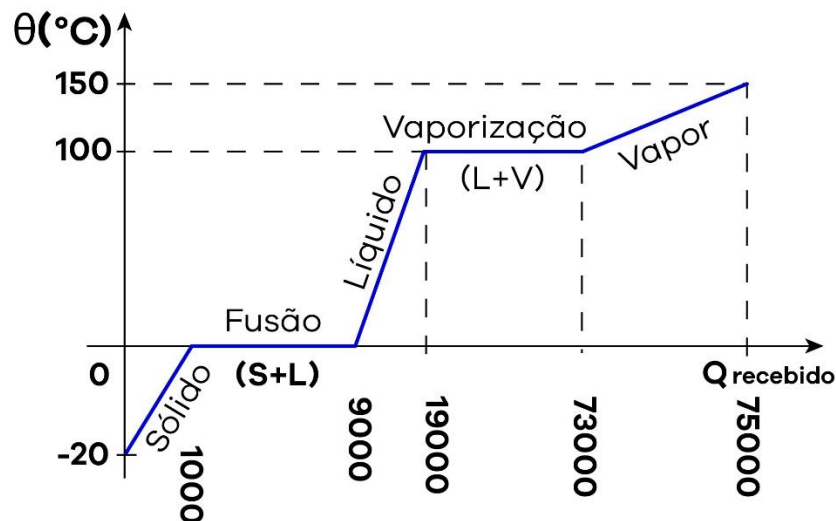 θ(°C)
150
Vaporização
100
(L+V)
Vapor
Líquido
Fusão
0
(S+L)
Q recebido
Sólido
-20
1000
9000
19000
73000
75000